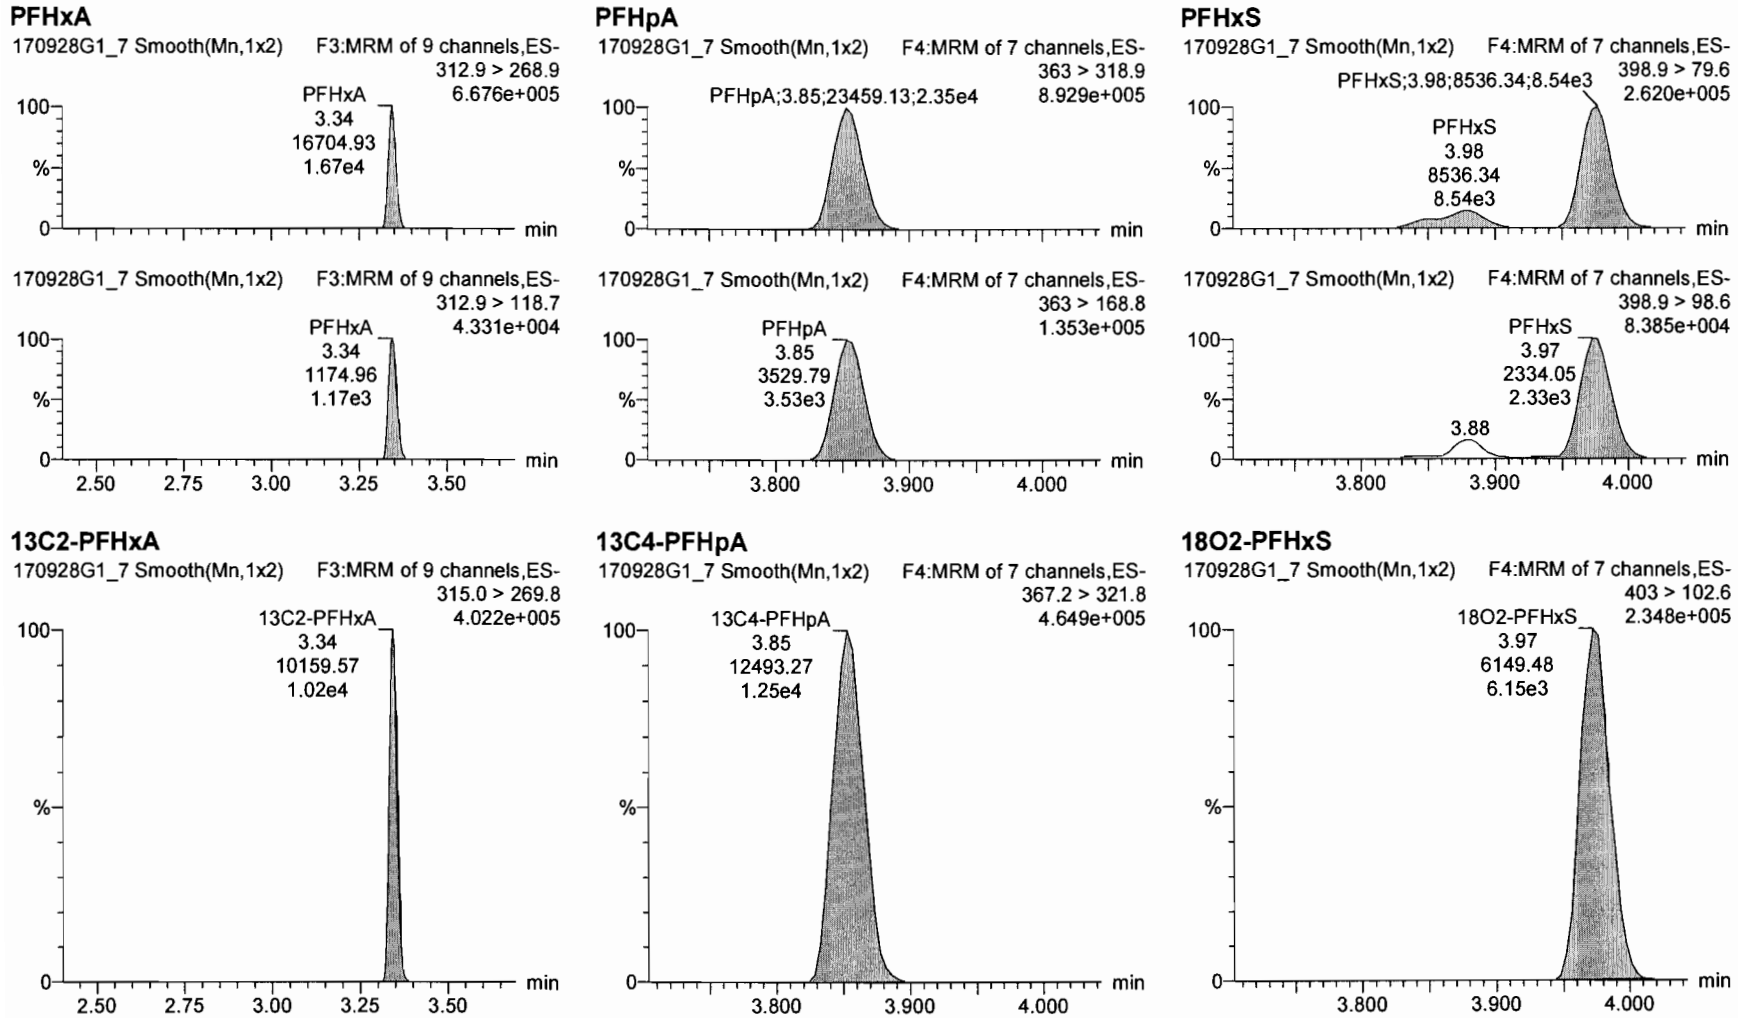 PFHxA
170928G1_7 Smooth(Mn,1x2) F3:MRM of 9 channels,ES-
312.9 > 268.9
6.676e+005
PFHxA
3.34
16704.93
1.67e4
100
%
0
min
170928G1_7 Smooth(Mn,1x2) F3:MRM of 9 channels,ES-
312.9 > 118.7
4.331e+004
PFHxA
3.34
1174.96
1.17e3
100
%
0
min
2.50 2.75 3.00 3.25 3.50
PFHpA
170928G1_7 Smooth(Mn,1x2) F4:MRM of 7 channels,ES-
363 > 318.9
8.929e+005
PFHpA;3.85;23459.13;2.35e4
100
%
0
min
170928G1_7 Smooth(Mn,1x2) F4:MRM of 7 channels,ES-
363 > 168.8
1.353e+005
PFHpA
3.85
3529.79
3.53e3
100
%
0
min
3.800 3.900 4.000
PFHxS
170928G1_7 Smooth(Mn,1x2) F4:MRM of 7 channels,ES-
398.9 > 79.6
2.620e+005
PFHxS;3.98;8536.34;8.54e3
PFHxS
3.98
8536.34
8.54e3
100
%
0
min
170928G1_7 Smooth(Mn,1x2) F4:MRM of 7 channels,ES-
398.9 > 98.6
8.385e+004
PFHxS
3.97
2334.05
2.33e3
3.88
100
%
0
min
3.800 3.900 4.000
13C2-PFHxA
170928G1_7 Smooth(Mn,1x2) F3:MRM of 9 channels,ES-
315.0 > 269.8
4.022e+005
13C2-PFHxA
3.34
10159.57
1.02e4
100
%
0
min
2.50 2.75 3.00 3.25 3.50
13C4-PFHpA
170928G1_7 Smooth(Mn,1x2) F4:MRM of 7 channels,ES-
367.2 > 321.8
4.649e+005
13C4-PFHpA
3.85
12493.27
1.25e4
100
%
0
min
3.800 3.900 4.000
18O2-PFHxS
170928G1_7 Smooth(Mn,1x2) F4:MRM of 7 channels,ES-
403 > 102.6
2.348e+005
18O2-PFHxS
3.97
6149.48
6.15e3
100
%
0
min
3.800 3.900 4.000